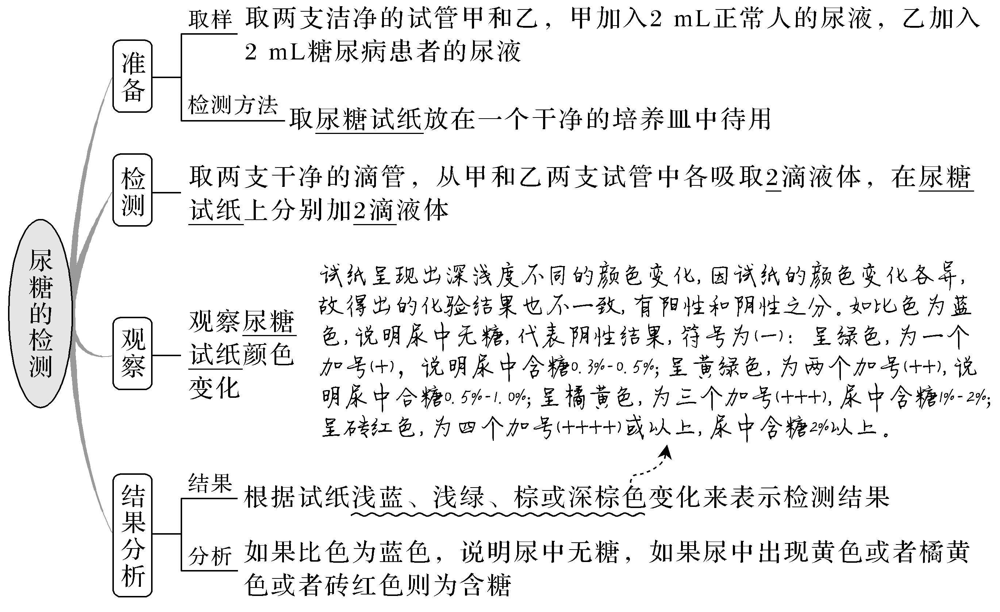 尿糖的检测
准备
取样
取两支洁净的试管甲和乙，甲加入2 mL正常人的尿液，乙加入
2 mL糖尿病患者的尿液
检测方法
取尿糖试纸放在一个干净的培养皿中待用
检测
取两支干净的滴管，从甲和乙两支试管中各吸取2滴液体，在尿糖
试纸上分别加2滴液体
观察
观察尿糖
试纸颜色
变化
试纸呈现出深浅度不同的颜色变化,因试纸的颜色变化各异,
故得出的化验结果也不一致,有阳性和阴性之分。如比色为蓝
色,说明尿中无糖,代表阴性结果,符号为(一)： 呈绿色,为一个
加号(+)，说明尿中含糖0.3%-0.5%;呈黄绿色,为两个加号(++),说
明尿中含糖0.5%-1.0%;呈橘黄色,为三个加号(+++),尿中含糖1%-2%;
呈砖红色,为四个加号(++++)或以上,尿中含糖2%以上。
结果分析
结果
根据试纸浅蓝、浅绿、棕或深棕色变化来表示检测结果
分析
如果比色为蓝色，说明尿中无糖，如果尿中出现黄色或者橘黄
色或者砖红色则为含糖